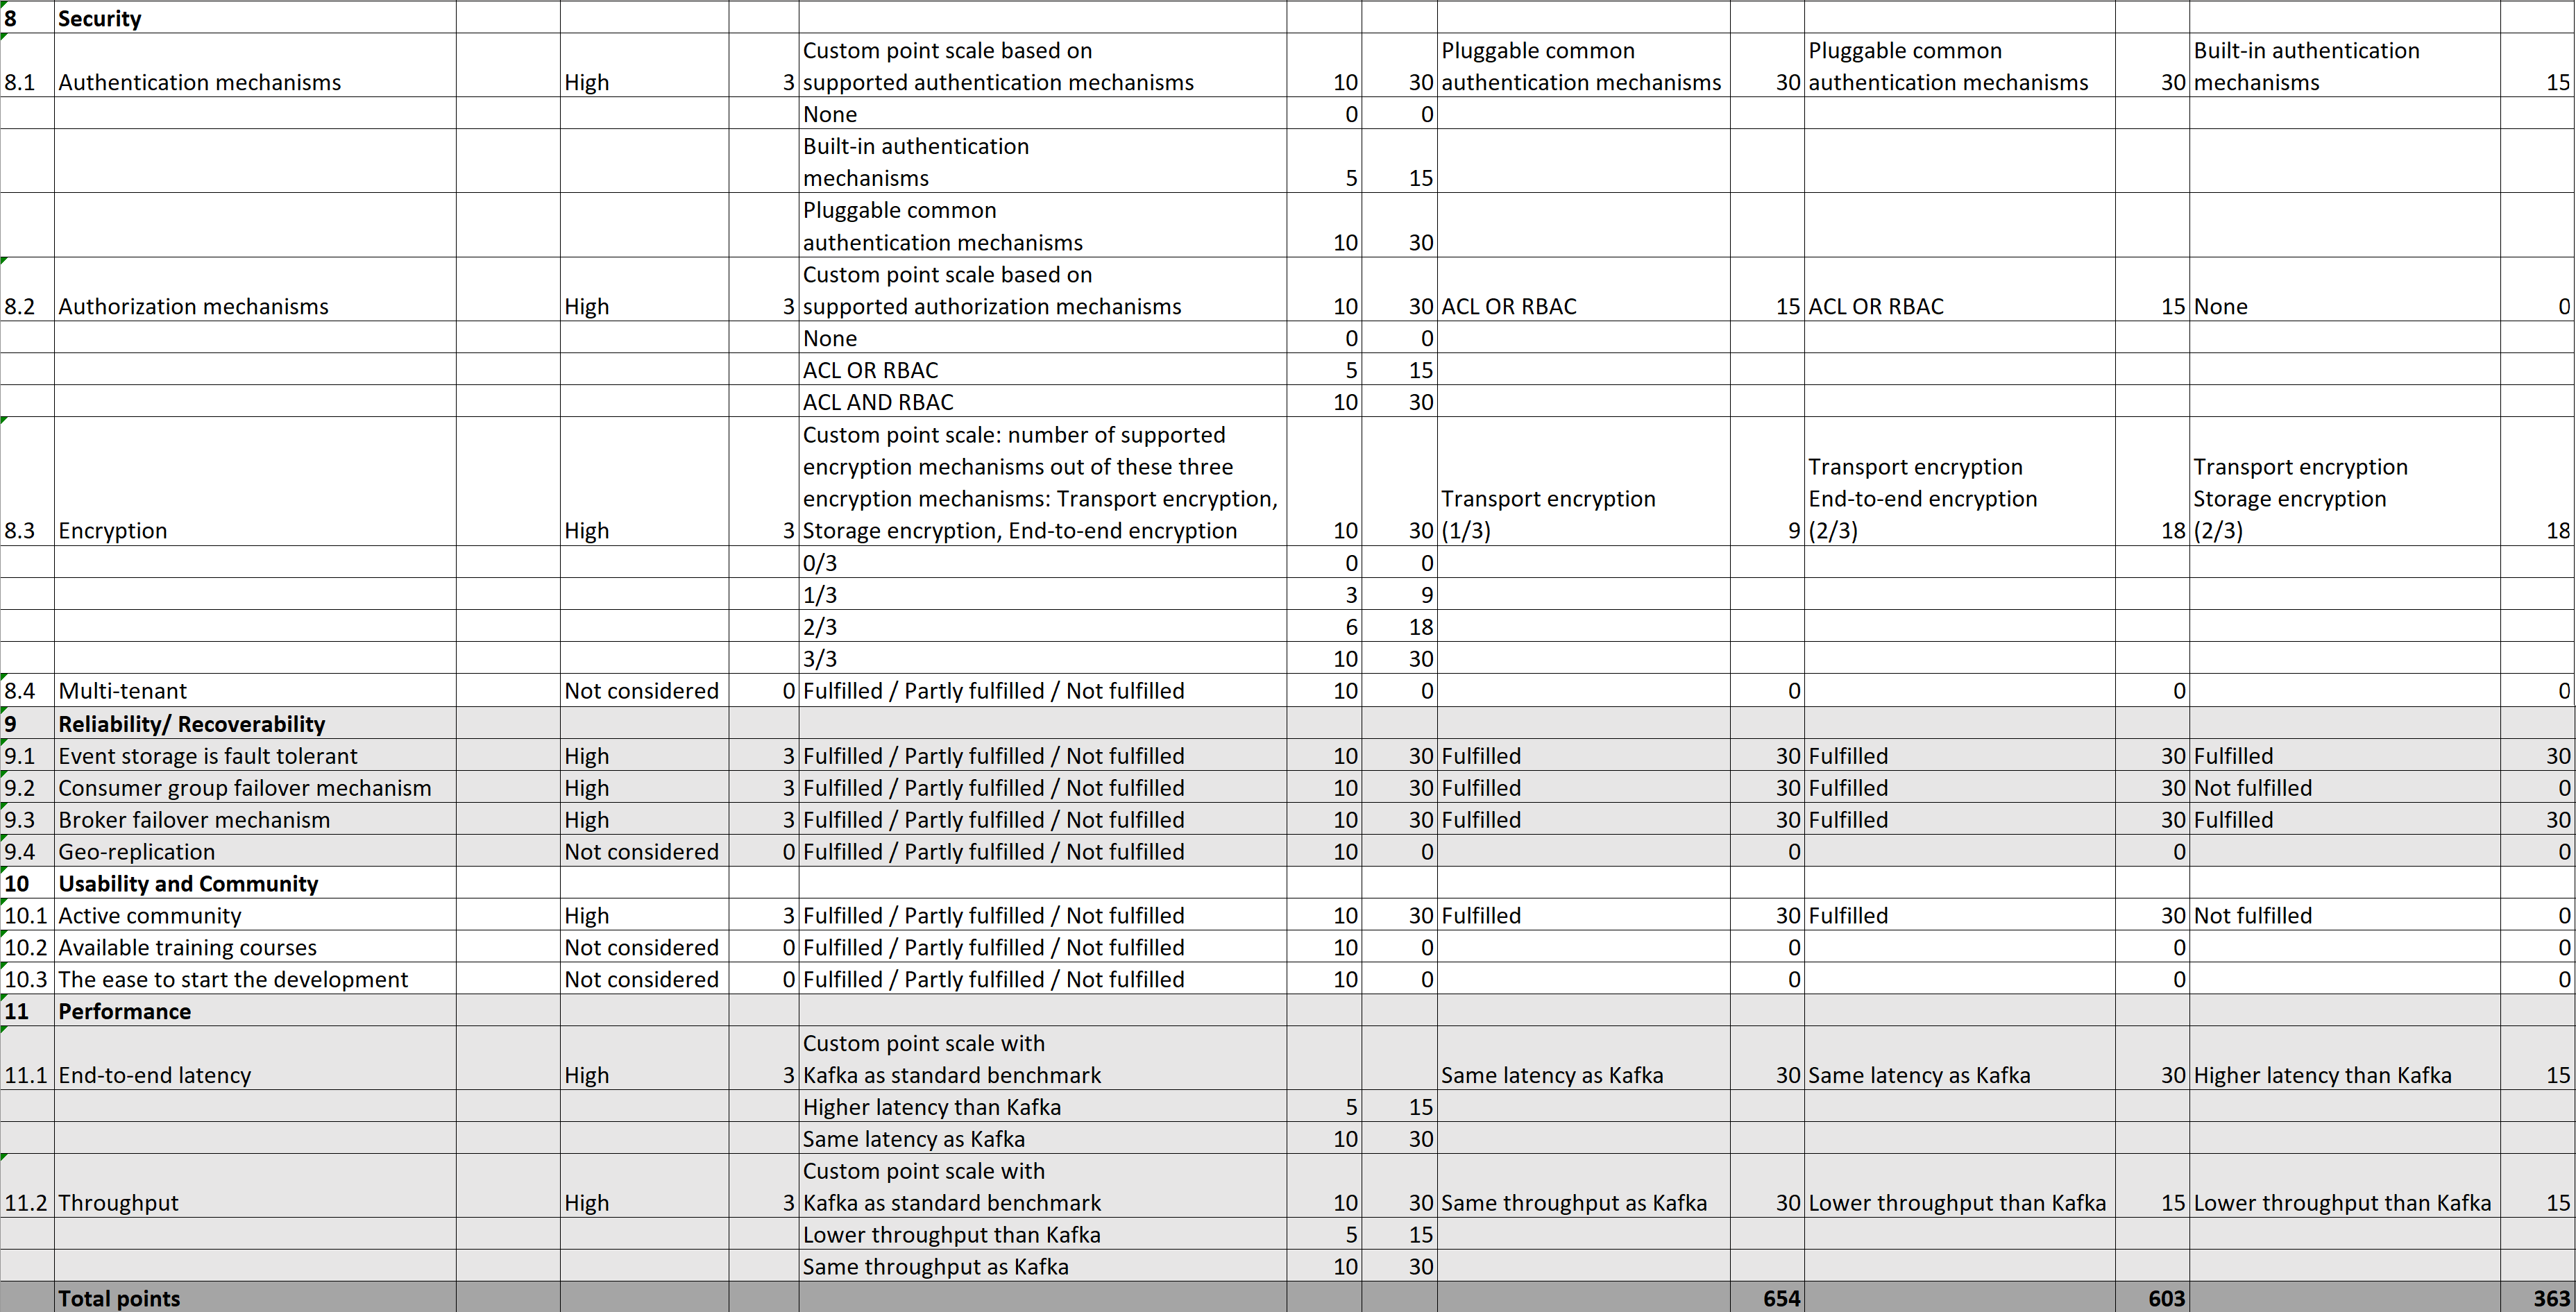 8 Security
Custom point scale based on Pluggable common Pluggable common Built-in authentication
8.1 Authentication mechanisms High 3 supported authentication mechanisms 10 30 authentication mechanisms 30 authentication mechanisms 30 mechanisms 15
None 0 0
Built-in authentication
mechanisms 5 15
Pluggable common
authentication mechanisms 10 30
Custom point scale based on
8.2 Authorization mechanisms High 3 supported authorization mechanisms 10 30 ACL OR RBAC 15 ACL OR RBAC 15 None 0
None 0 0
ACL OR RBAC 5 15
ACL AND RBAC 10 30
Custom point scale: number of supported
encryption mechanisms out of these three Transport encryption Transport encryption
encryption mechanisms: Transport encryption, Transport encryption End-to-end encryption Storage encryption
8.3 Encryption High 3 Storage encryption, End-to-end encryption 10 30 (1/3) 9 (2/3) 18 (2/3) 18
0/3 0 0
1/3 3 9
2/3 6 18
3/3 10 30
8.4 Multi-tenant Not considered 0 Fulfilled / Partly fulfilled / Not fulfilled 10 0 0 0 0
9 Reliability/ Recoverability
9.1 Event storage is fault tolerant High 3 Fulfilled / Partly fulfilled / Not fulfilled 10 30 Fulfilled 30 Fulfilled 30 Fulfilled 30
9.2 Consumer group failover mechanism High 3 Fulfilled / Partly fulfilled / Not fulfilled 10 30 Fulfilled 30 Fulfilled 30 Not fulfilled 0
9.3 Broker failover mechanism High 3 Fulfilled / Partly fulfilled / Not fulfilled 10 30 Fulfilled 30 Fulfilled 30 Fulfilled 30
9.4 Geo-replication Not considered 0 Fulfilled / Partly fulfilled / Not fulfilled 10 0 0 0 0
10 Usability and Community
10.1 Active community High 3 Fulfilled / Partly fulfilled / Not fulfilled 10 30 Fulfilled 30 Fulfilled 30 Not fulfilled 0
10.2 Available training courses Not considered 0 Fulfilled / Partly fulfilled / Not fulfilled 10 0 0 0 0
10.3 The ease to start the development Not considered 0 Fulfilled / Partly fulfilled / Not fulfilled 10 0 0 0 0
11 Performance
Custom point scale with
11.1 End-to-end latency High 3 Kafka as standard benchmark Same latency as Kafka 30 Same latency as Kafka 30 Higher latency than Kafka 15
Higher latency than Kafka 5 15
Same latency as Kafka 10 30
Custom point scale with
11.2 Throughput High 3 Kafka as standard benchmark 10 30 Same throughput as Kafka 30 Lower throughput than Kafka 15 Lower throughput than Kafka 15
Lower throughput than Kafka 5 15
Same throughput as Kafka 10 30
Total points 654 603 363